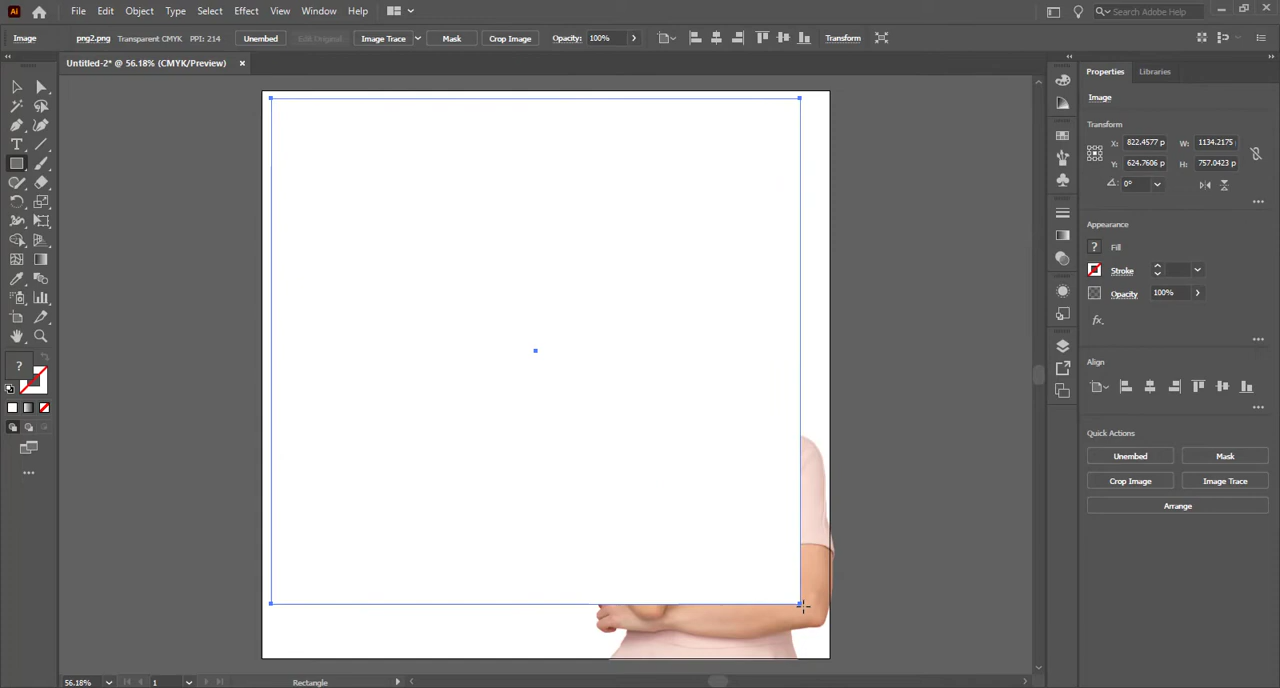 Ai File Edit Object Type Select Effect View Window Help Search Adobe Help
Image png2.png Transparent CMYK PPI: 214 Unembed Edit Original Image Trace Mask Crop Image Opacity: 100% Transform
Untitled-2* @ 56.18% (CMYK/Preview)
Properties Libraries
Image
Transform
X: 822.4577 p W: 1134.2175
Y: 624.7606 p H: 757.0423 p
0°
Appearance
? Fill
Stroke
Opacity 100%
fx.
Align
Quick Actions
Unembed Mask
Crop Image Image Trace
Arrange
T
?
56.18% 1 Rectangle